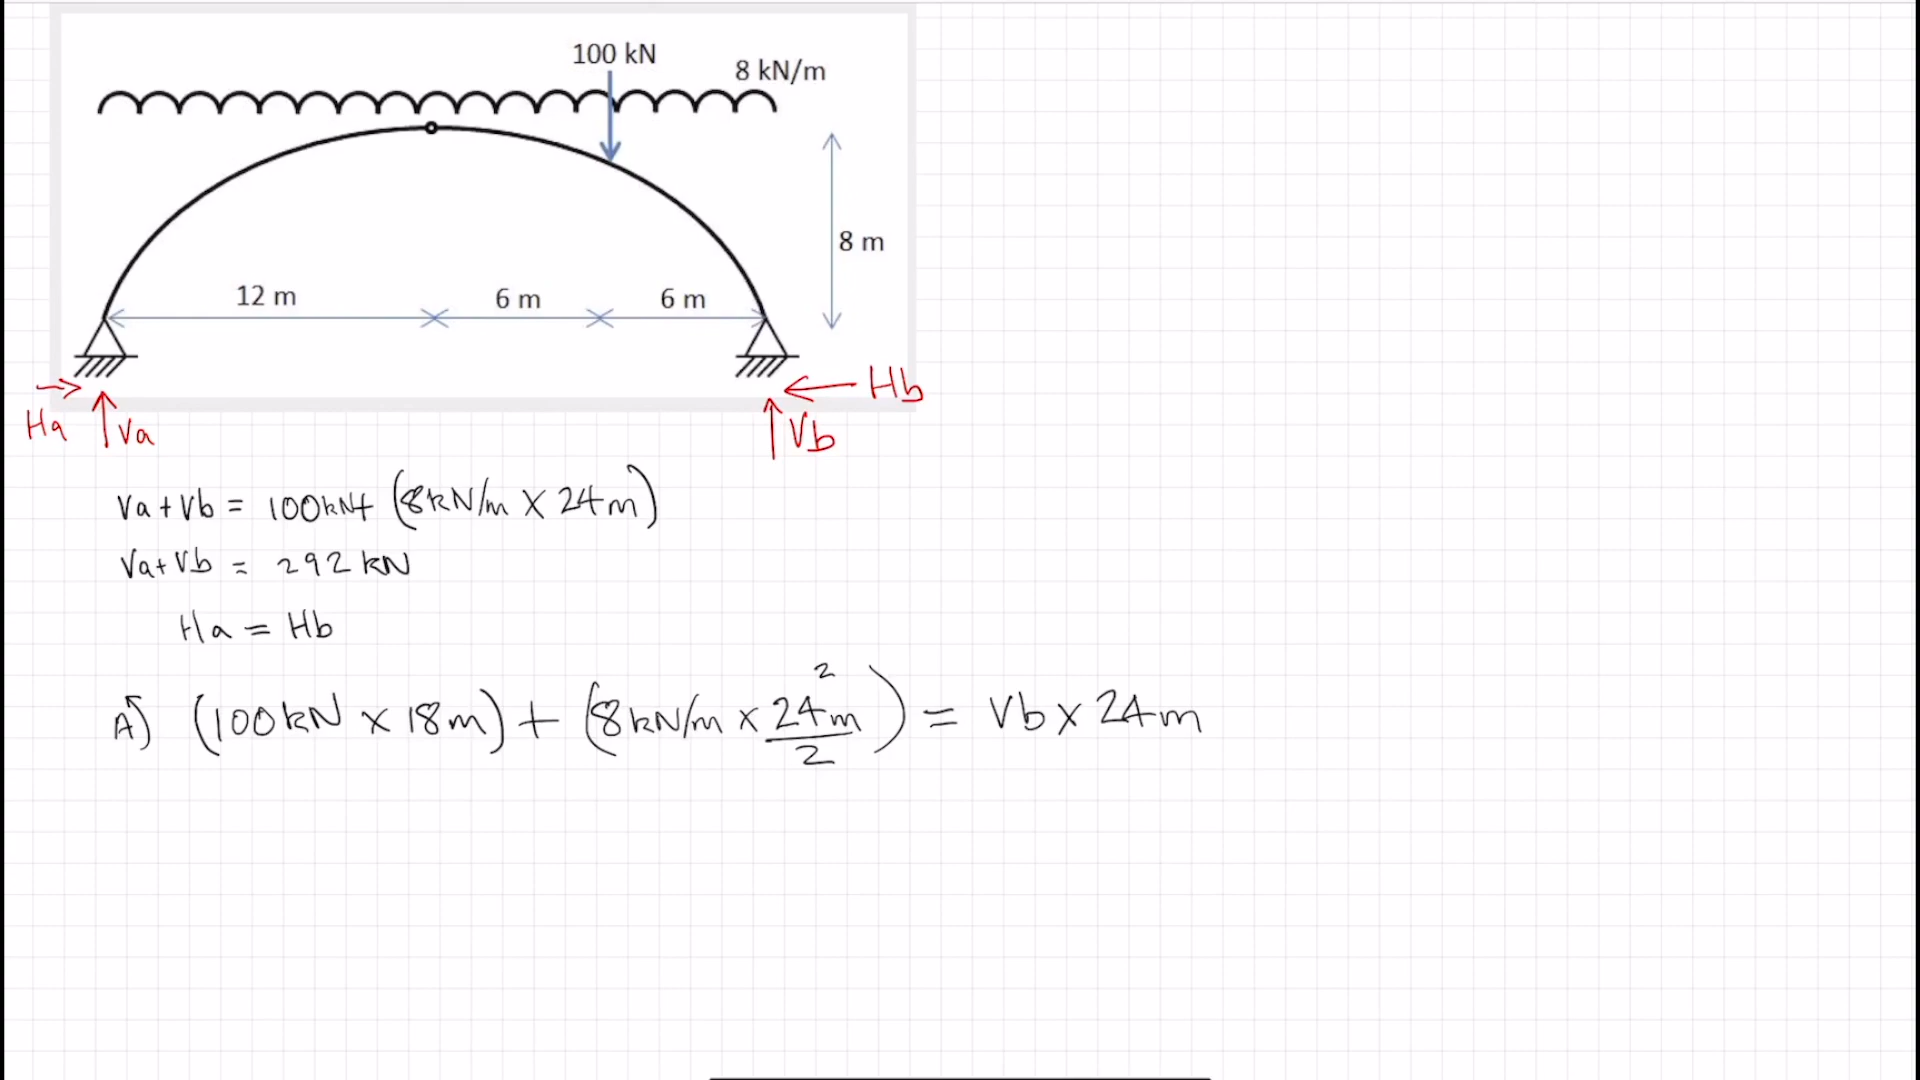 100 kN
8 kN/m
8 m
12 m
6 m
6 m
Ha
Va
Hb
Vb
Va + Vb = 100kN+ (8kN/m X 24m)
Va+Vb = 292 kN
Ha = Hb
A) (100kN x 18m) + (8kN/m x 24²m/2) = Vb x 24m